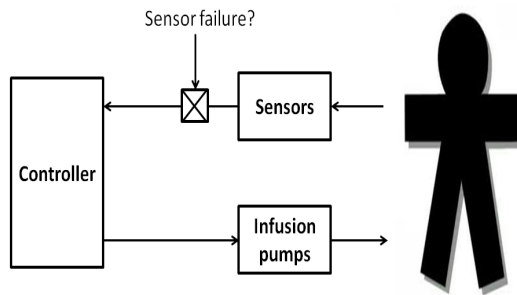 Sensor failure?
Sensors
Controller
Infusion
pumps